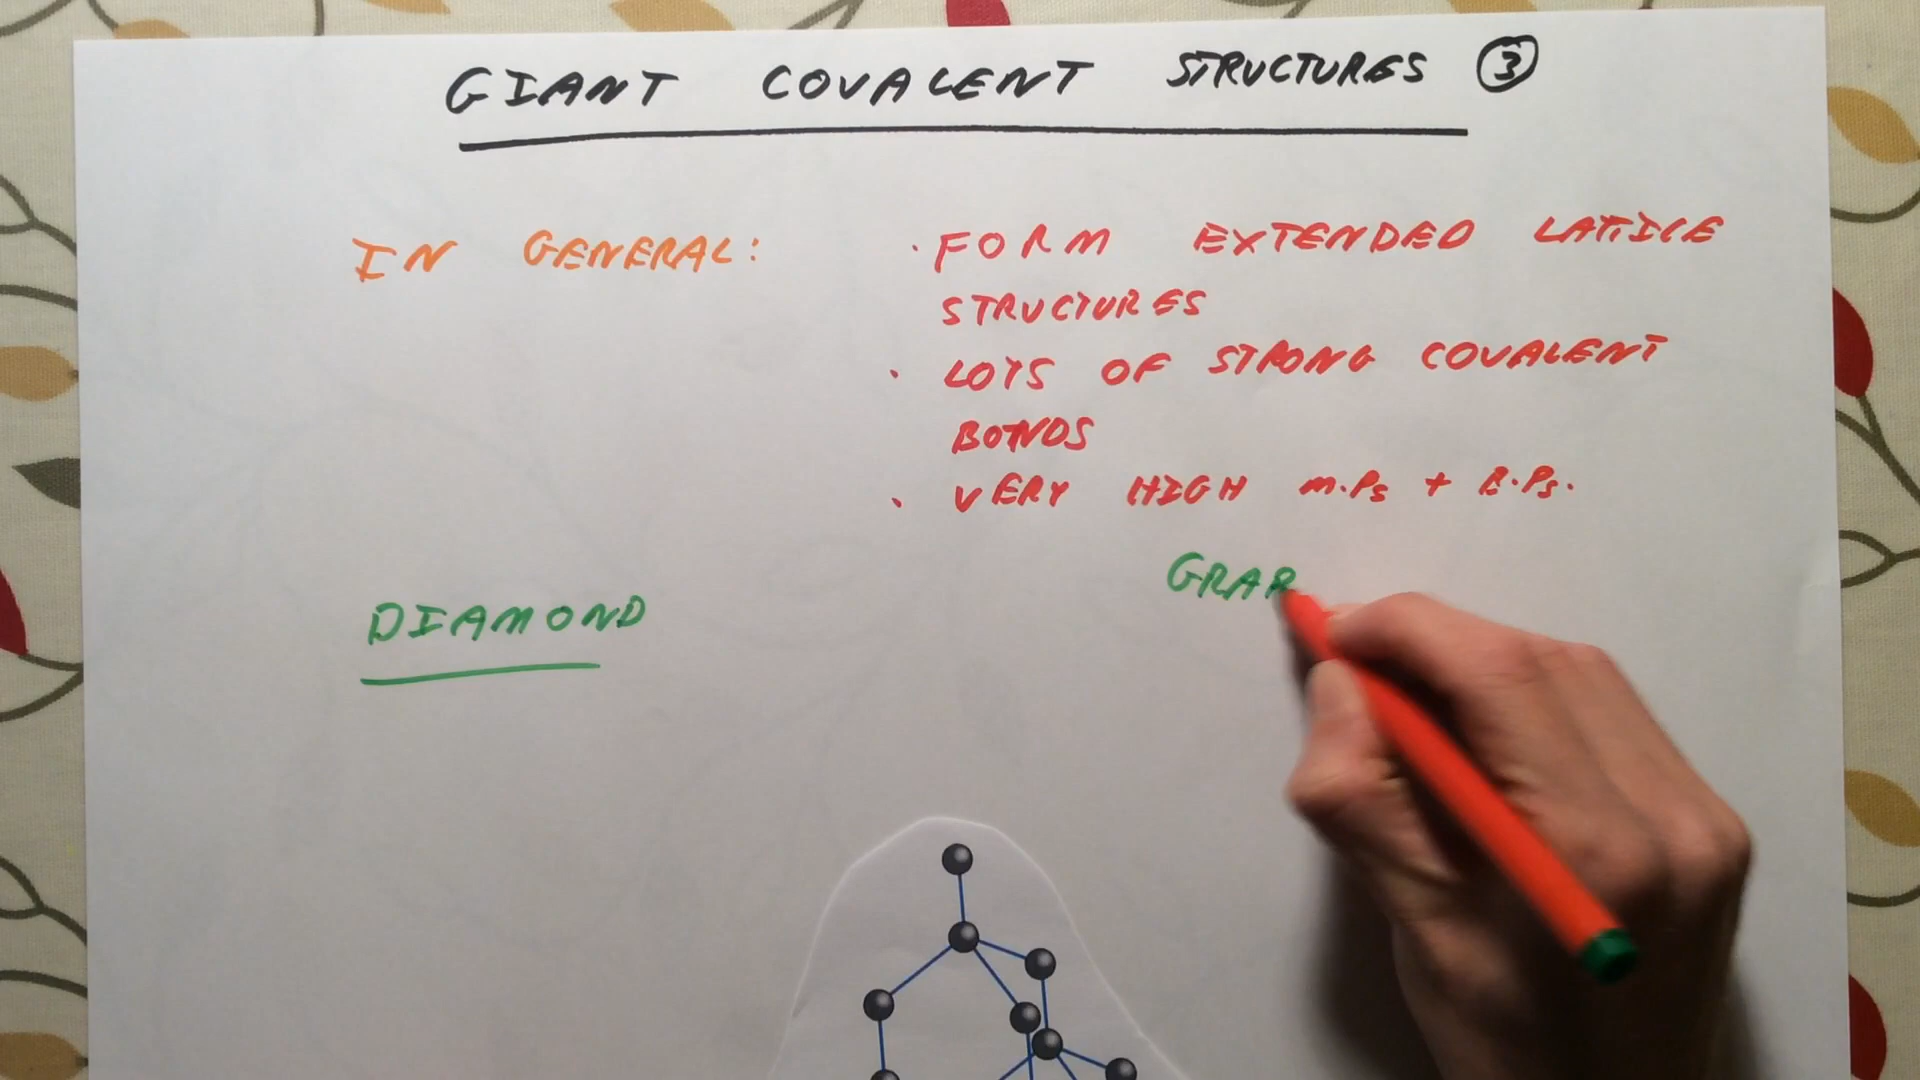 GIANT COVALENT STRUCTURES ③
IN GENERAL:
· FORM EXTENDED LATTICE
STRUCTURES
· LOTS OF STRONG COVALENT
BONDS
· VERY HIGH M.Ps + B.Ps.
GRAP
DIAMOND